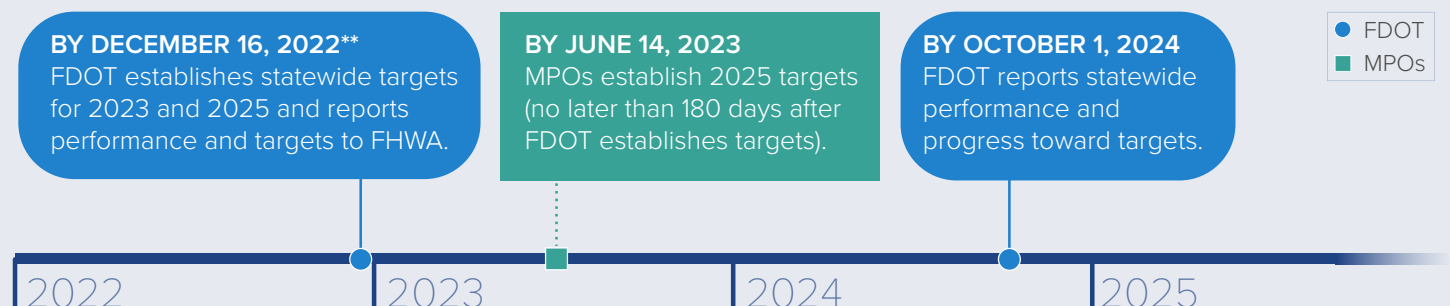 BY DECEMBER 16, 2022**
FDOT establishes statewide targets
for 2023 and 2025 and reports
performance and targets to FHWA.
BY JUNE 14, 2023
MPOs establish 2025 targets
(no later than 180 days after
FDOT establishes targets).
BY OCTOBER 1, 2024
FDOT reports statewide
performance and
progress toward targets.
FDOT
MPOs
2022
2023
2024
2025